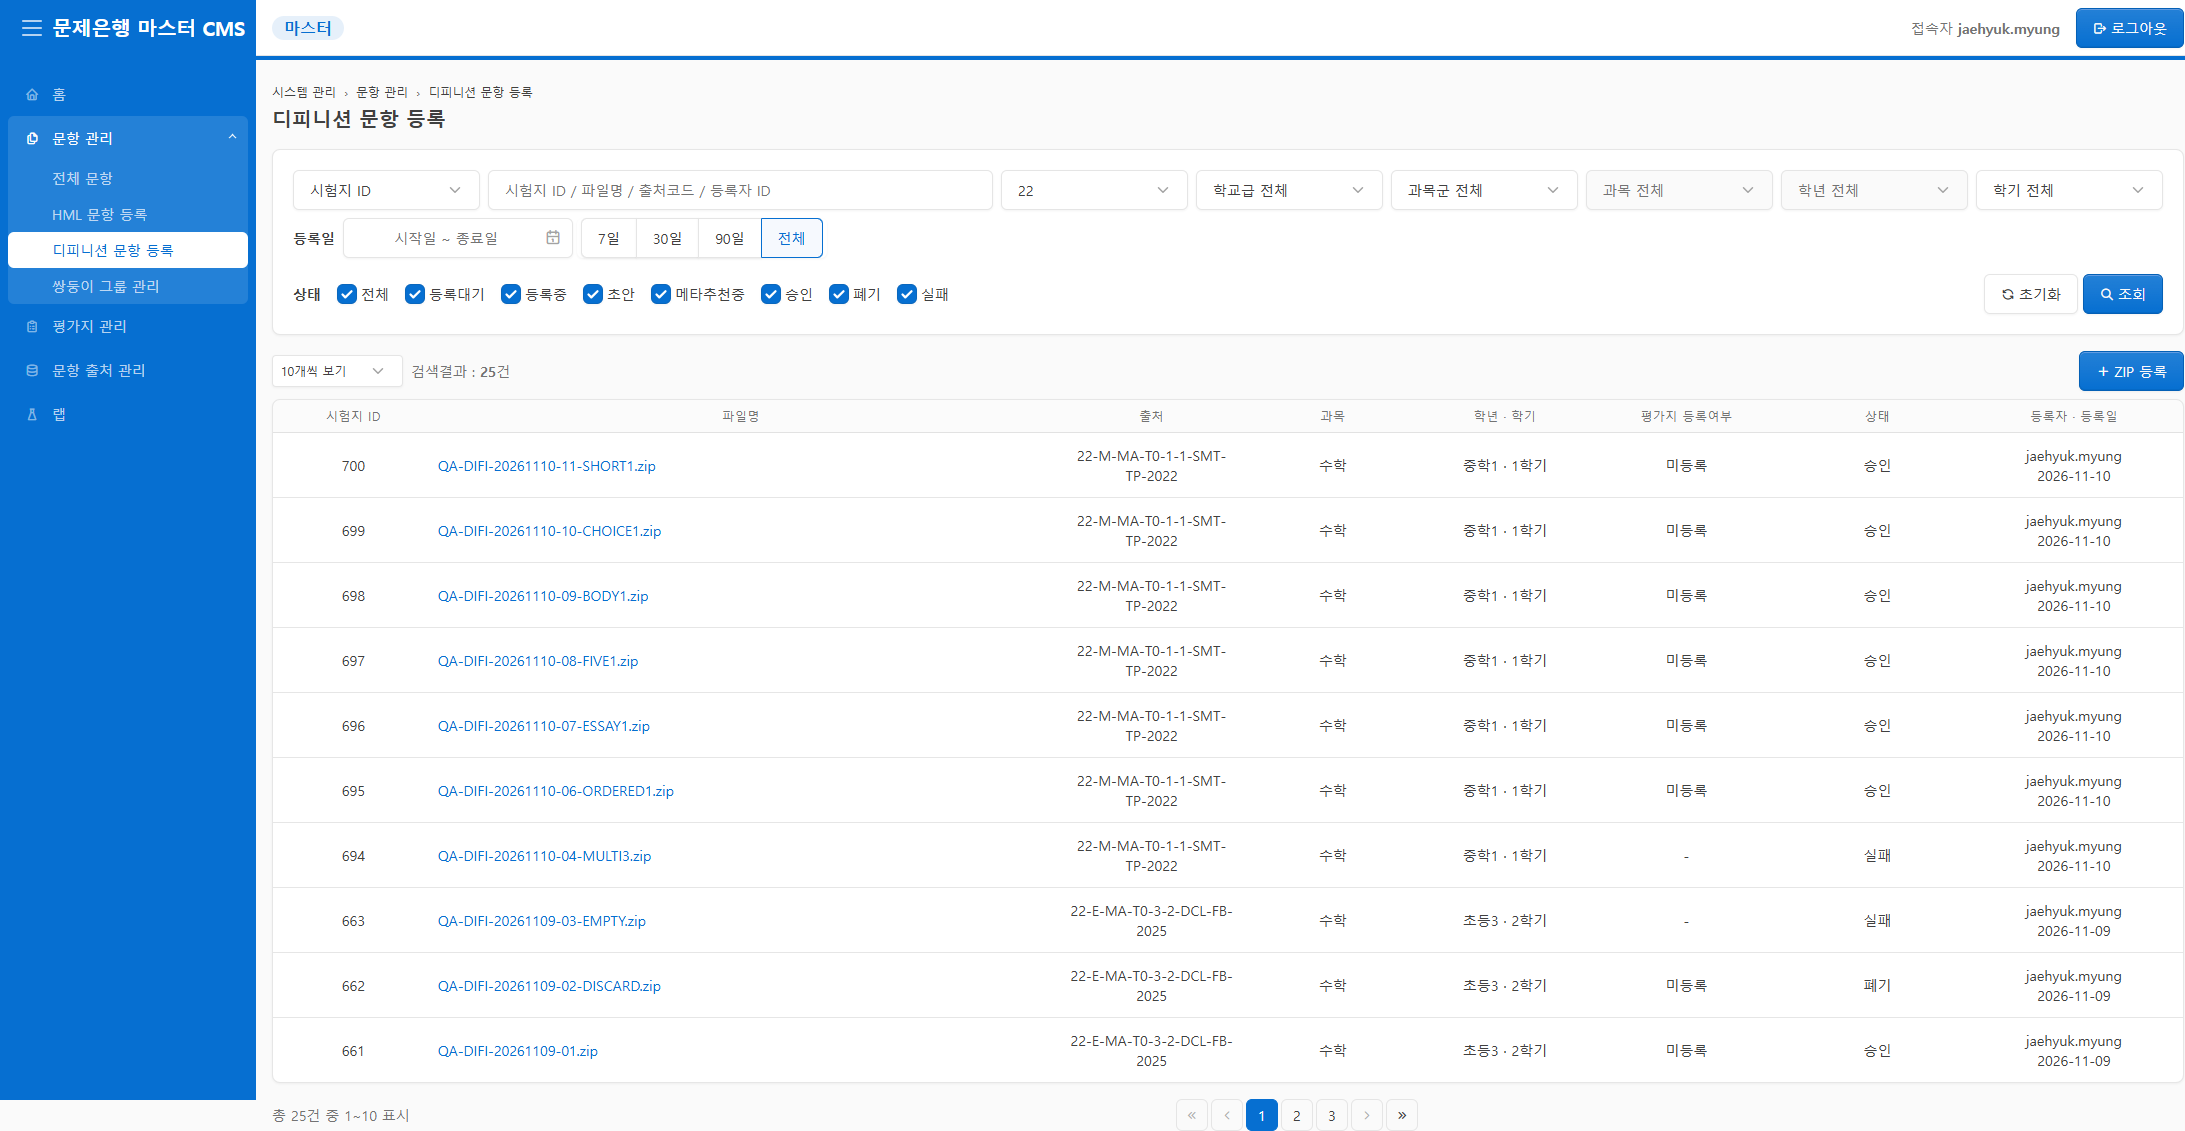 문제은행 마스터 CMS
마스터
접속자 jaehyuk.myung
로그아웃
홈
문항 관리
전체 문항
HML 문항 등록
디피니션 문항 등록
쌍둥이 그룹 관리
평가지 관리
문항 출처 관리
랩
시스템 관리 › 문항 관리 › 디피니션 문항 등록
디피니션 문항 등록
시험지 ID 시험지 ID / 파일명 / 출처코드 / 등록자 ID 22 학교급 전체 과목군 전체 과목 전체 학년 전체 학기 전체
등록일 시작일 ~ 종료일 7일 30일 90일 전체
상태 전체 등록대기 등록중 초안 메타추천중 승인 폐기 실패 초기화 조회
10개씩 보기 검색결과 : 25건 + ZIP 등록
시험지 ID 파일명 출처 과목 학년 · 학기 평가지 등록여부 상태 등록자 · 등록일
700 QA-DIFI-20261110-11-SHORT1.zip 22-M-MA-T0-1-1-SMT- 수학 중학1 · 1학기 미등록 승인 jaehyuk.myung
TP-2022 2026-11-10
699 QA-DIFI-20261110-10-CHOICE1.zip 22-M-MA-T0-1-1-SMT- 수학 중학1 · 1학기 미등록 승인 jaehyuk.myung
TP-2022 2026-11-10
698 QA-DIFI-20261110-09-BODY1.zip 22-M-MA-T0-1-1-SMT- 수학 중학1 · 1학기 미등록 승인 jaehyuk.myung
TP-2022 2026-11-10
697 QA-DIFI-20261110-08-FIVE1.zip 22-M-MA-T0-1-1-SMT- 수학 중학1 · 1학기 미등록 승인 jaehyuk.myung
TP-2022 2026-11-10
696 QA-DIFI-20261110-07-ESSAY1.zip 22-M-MA-T0-1-1-SMT- 수학 중학1 · 1학기 미등록 승인 jaehyuk.myung
TP-2022 2026-11-10
695 QA-DIFI-20261110-06-ORDERED1.zip 22-M-MA-T0-1-1-SMT- 수학 중학1 · 1학기 미등록 승인 jaehyuk.myung
TP-2022 2026-11-10
694 QA-DIFI-20261110-04-MULTI3.zip 22-M-MA-T0-1-1-SMT- 수학 중학1 · 1학기 - 실패 jaehyuk.myung
TP-2022 2026-11-10
663 QA-DIFI-20261109-03-EMPTY.zip 22-E-MA-T0-3-2-DCL-FB- 수학 초등3 · 2학기 - 실패 jaehyuk.myung
2025 2026-11-09
662 QA-DIFI-20261109-02-DISCARD.zip 22-E-MA-T0-3-2-DCL-FB- 수학 초등3 · 2학기 미등록 폐기 jaehyuk.myung
2025 2026-11-09
661 QA-DIFI-20261109-01.zip 22-E-MA-T0-3-2-DCL-FB- 수학 초등3 · 2학기 미등록 승인 jaehyuk.myung
2025 2026-11-09
총 25건 중 1~10 표시 « ‹ 1 2 3 › »